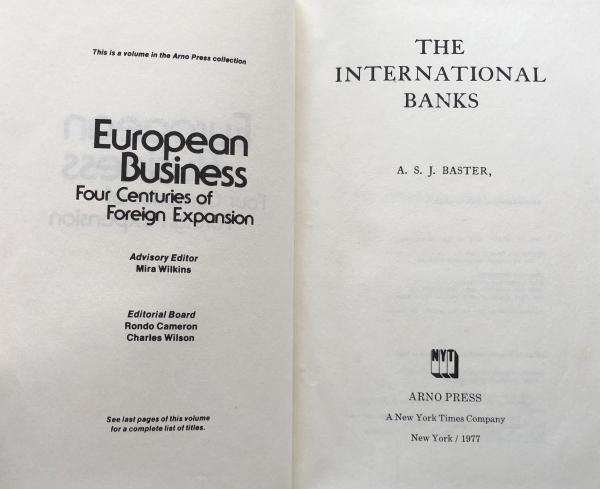 This is a volume in the Arno Press collection
European
Business
Four Centuries of
Foreign Expansion
Advisory Editor
Mira Wilkins
Editorial Board
Rondo Cameron
Charles Wilson
See last pages of this volume
for a complete list of titles.
THE
INTERNATIONAL
BANKS
A. S. J. BASTER,
NYT
ARNO PRESS
A New York Times Company
New York / 1977